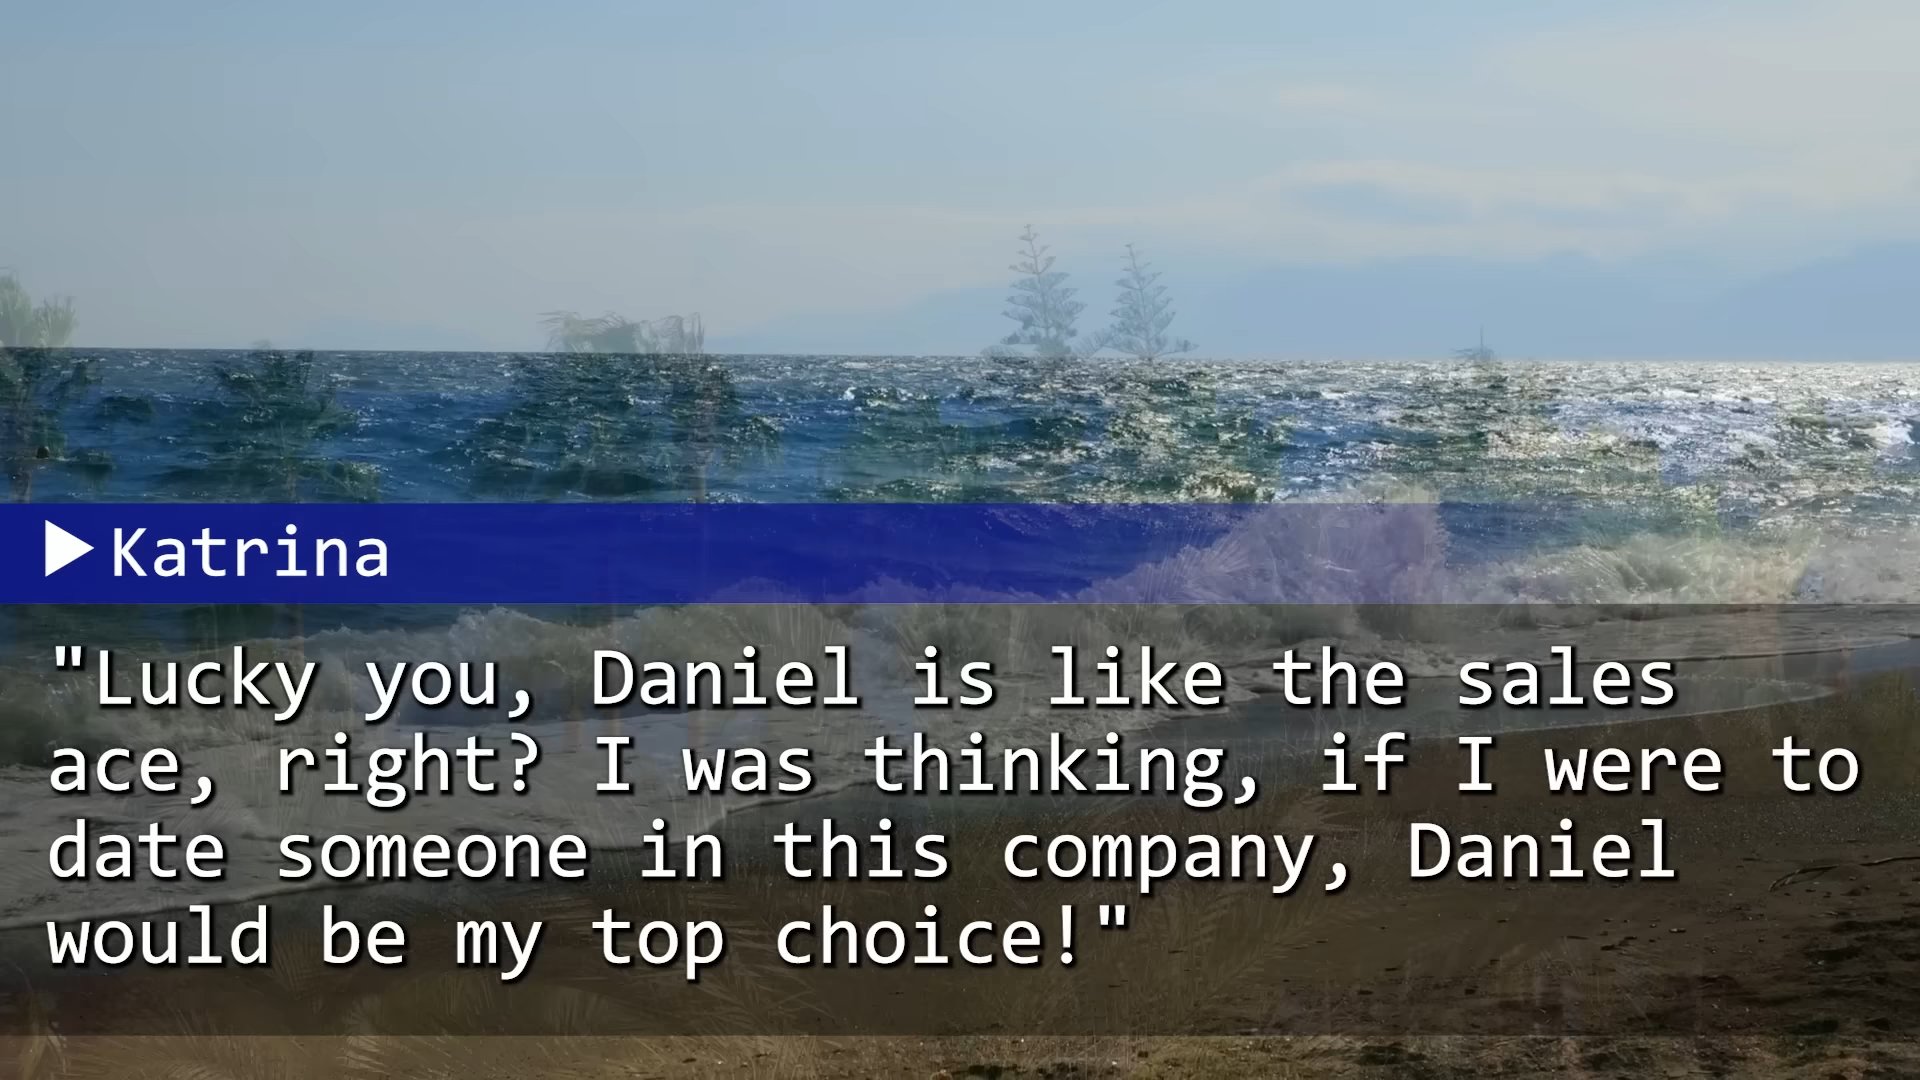 Katrina
"Lucky you, Daniel is like the sales
ace, right? I was thinking, if I were to
date someone in this company, Daniel
would be my top choice!"